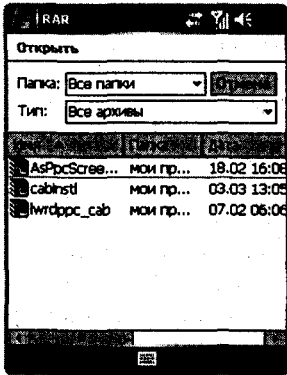 RAR
Открыть
Папка: Все папки
Тип: Все архивы
AsPpcScree... мои пр... 18.02 16:08
cabinstl мои пр... 03.03 13:05
lwrdppc_cab мои пр... 07.02 06:06